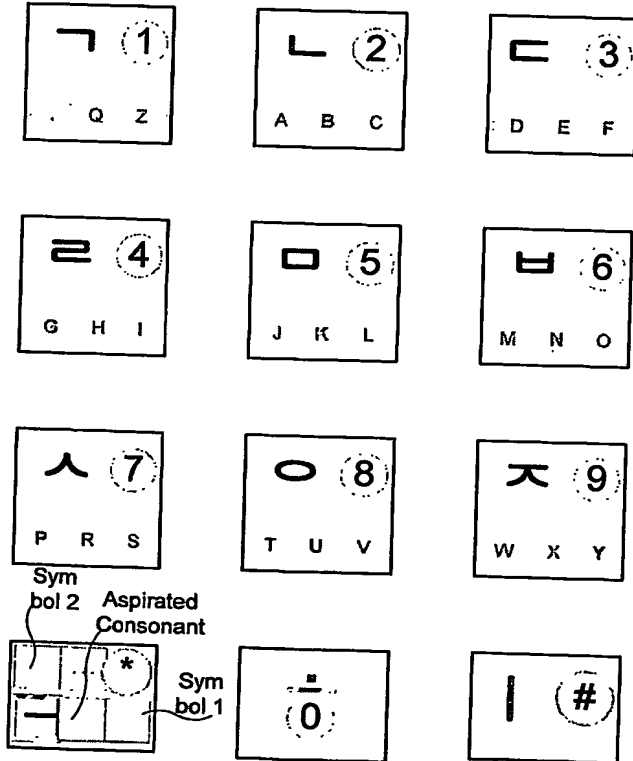 ㄱ 1
. Q Z
ㄴ 2
A B C
ㄷ 3
D E F
ㄹ 4
G H I
ㅁ 5
J K L
ㅂ 6
M N O
ㅅ 7
P R S
ㅇ 8
T U V
ㅈ 9
W X Y
Sym
bol 2
Aspirated
Consonant
*
ㅡ
Sym
bol 1
0
ㅣ #